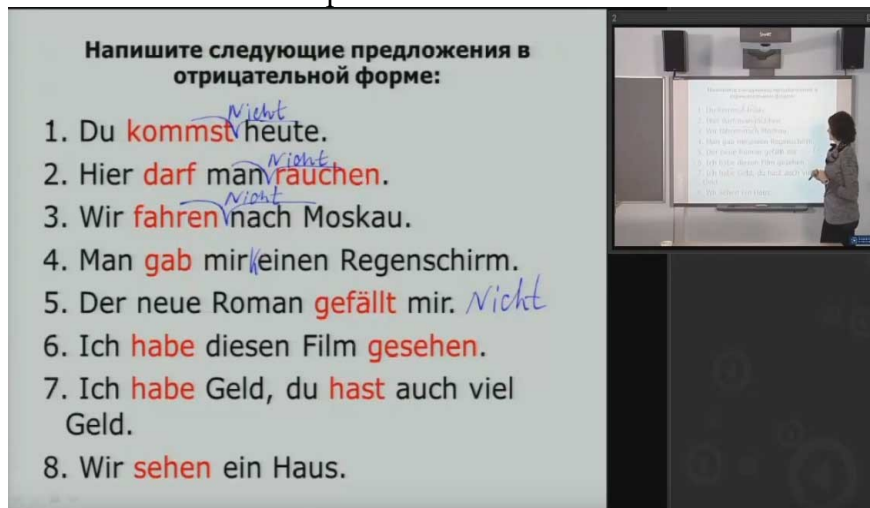 Напишите следующие предложения в
отрицательной форме:
Nicht
1. Du kommst heute.
Nicht
2. Hier darf man rauchen.
Nicht
3. Wir fahren nach Moskau.
4. Man gab mir keinen Regenschirm.
5. Der neue Roman gefällt mir. Nicht
6. Ich habe diesen Film gesehen.
7. Ich habe Geld, du hast auch viel
Geld.
8. Wir sehen ein Haus.